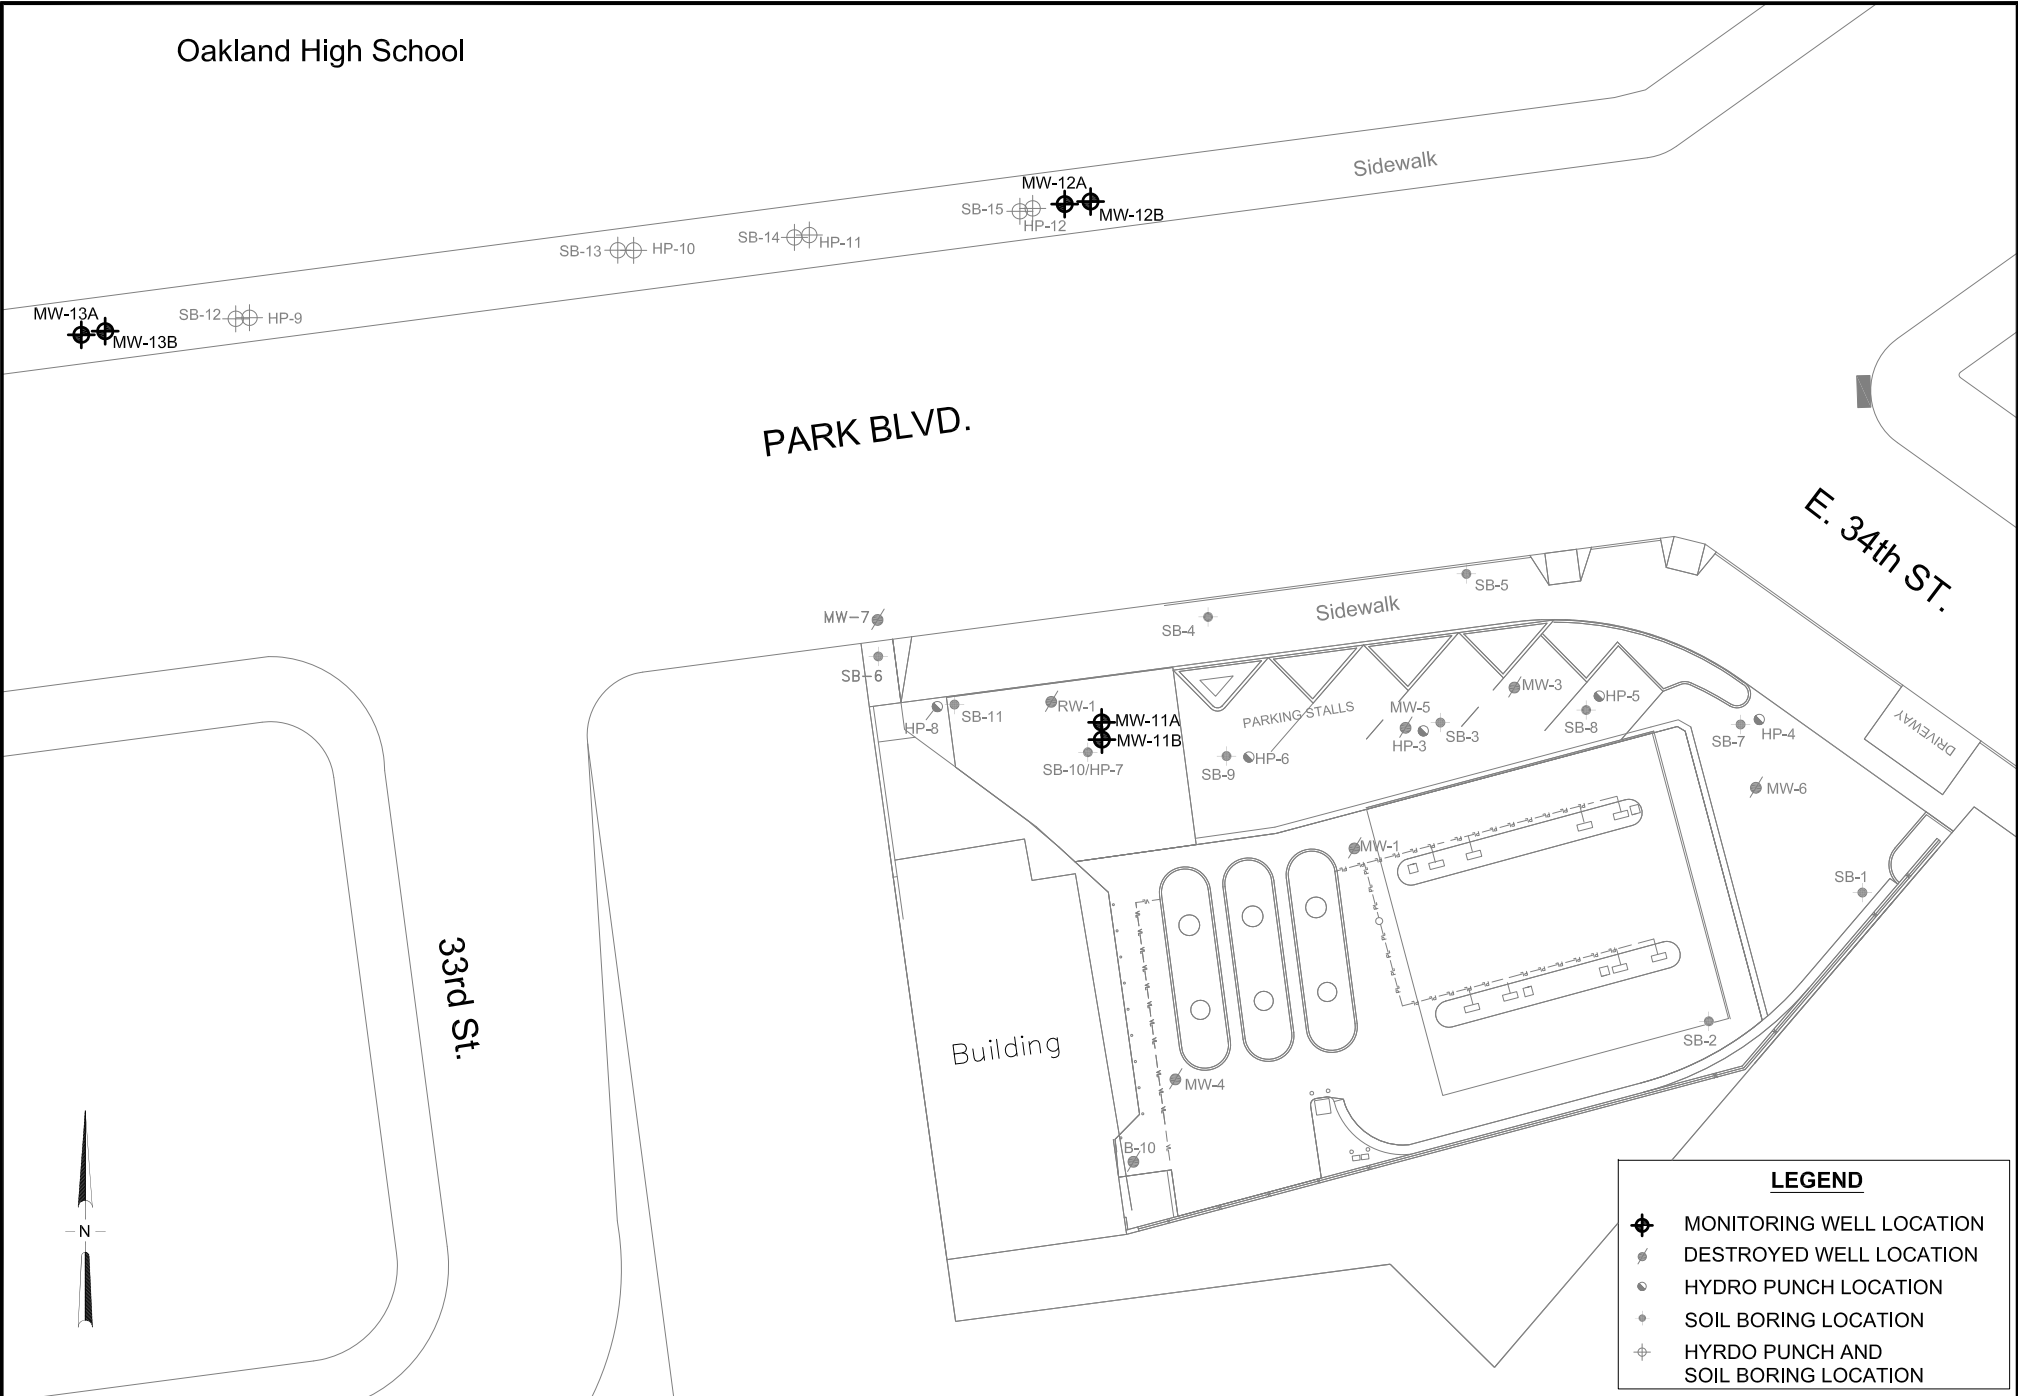 Oakland High School
Sidewalk
MW-12A
SB-15
MW-12B
HP-12
SB-14
HP-11
SB-13
HP-10
MW-13A
SB-12
HP-9
MW-13B
PARK BLVD.
E. 34th ST.
SB-5
Sidewalk
MW-7
SB-4
SB-6
MW-3
HP-5
RW-1
MW-5
PARKING STALLS
SB-11
HP-8
MW-11A
SB-8
HP-4
SB-7
DRIVEWAY
MW-11B
HP-3
SB-3
SB-10/HP-7
SB-9
HP-6
MW-6
MW-1
SB-1
33rd St.
Building
SB-2
MW-4
B-10
N
LEGEND
MONITORING WELL LOCATION
DESTROYED WELL LOCATION
HYDRO PUNCH LOCATION
SOIL BORING LOCATION
HYRDO PUNCH AND
SOIL BORING LOCATION